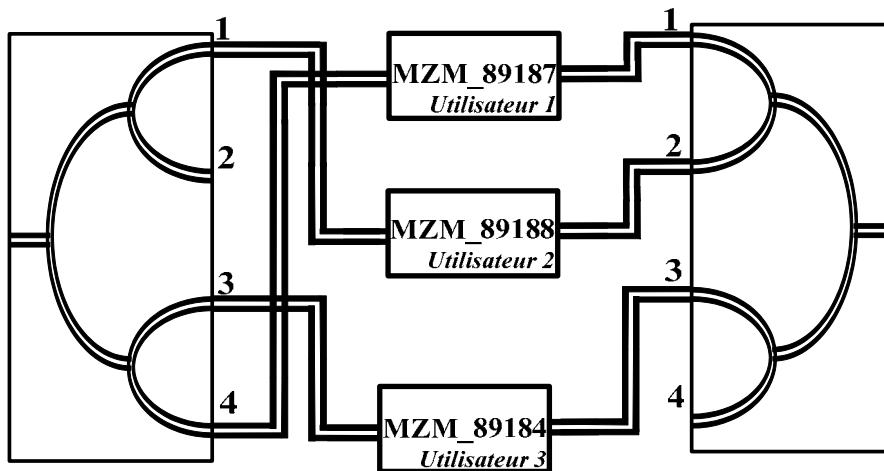 1
2
3
4
MZM_89187
Utilisateur 1
MZM_89188
Utilisateur 2
MZM_89184
Utilisateur 3
1
2
3
4